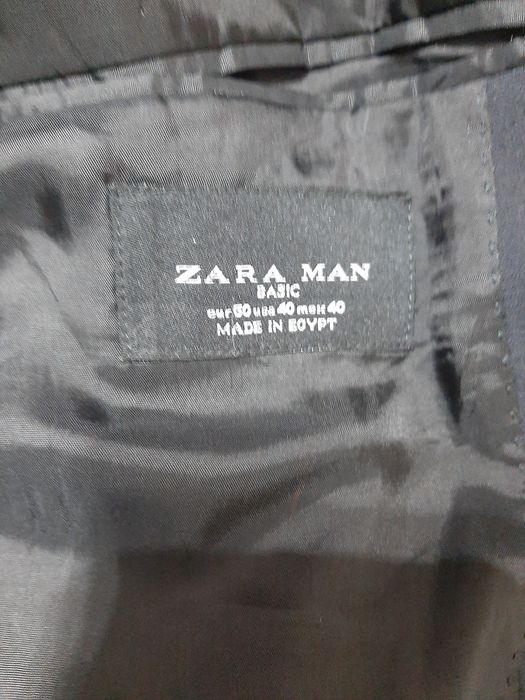 ZARA MAN
BASIC
eur 50 usa 40 mex 40
MADE IN EGYPT